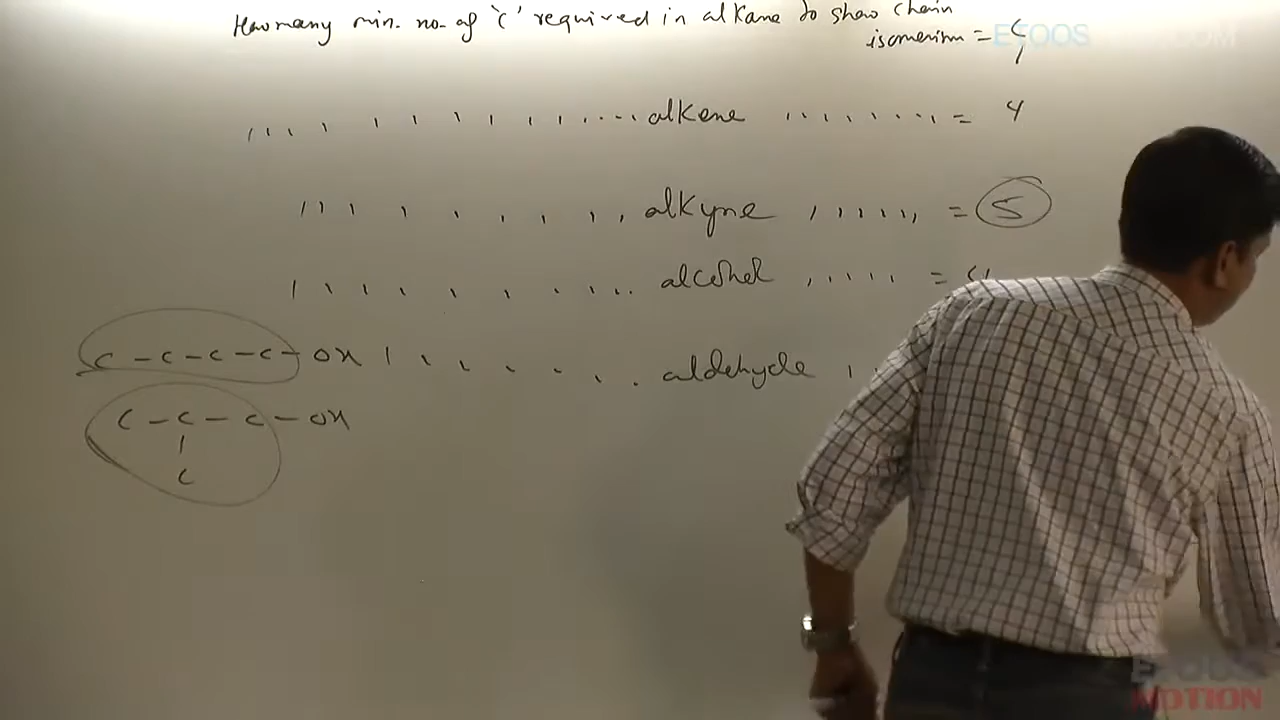 How many min. no. of 'c' required in alkane to show chain
isomerism = 4
alkene = 4
alkyne = 5
alcohol = 4
C - C - C - C - OH aldehyde
C - C - C - OH
C
MOTION